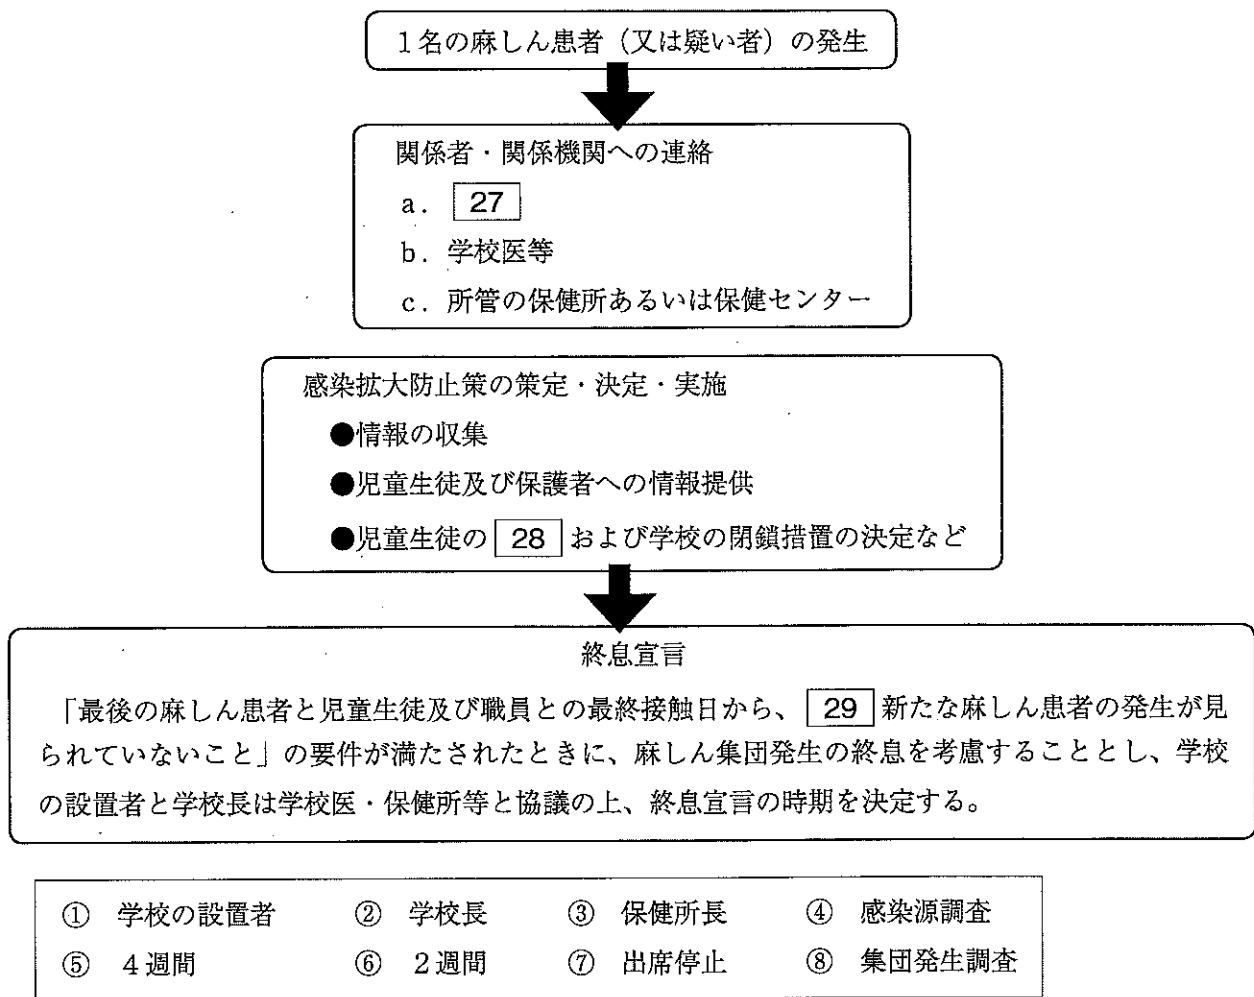 1名の麻しん患者（又は疑い者）の発生
関係者・関係機関への連絡
a．27
b．学校医等
c．所管の保健所あるいは保健センター
感染拡大防止策の策定・決定・実施
●情報の収集
●児童生徒及び保護者への情報提供
●児童生徒の 28 および学校の閉鎖措置の決定など
終息宣言
「最後の麻しん患者と児童生徒及び職員との最終接触日から、 29 新たな麻しん患者の発生が見
られていないこと」の要件が満たされたときに、麻しん集団発生の終息を考慮することとし、学校
の設置者と学校長は学校医・保健所等と協議の上、終息宣言の時期を決定する。
① 学校の設置者 ② 学校長 ③ 保健所長 ④ 感染源調査
⑤ 4週間 ⑥ 2週間 ⑦ 出席停止 ⑧ 集団発生調査